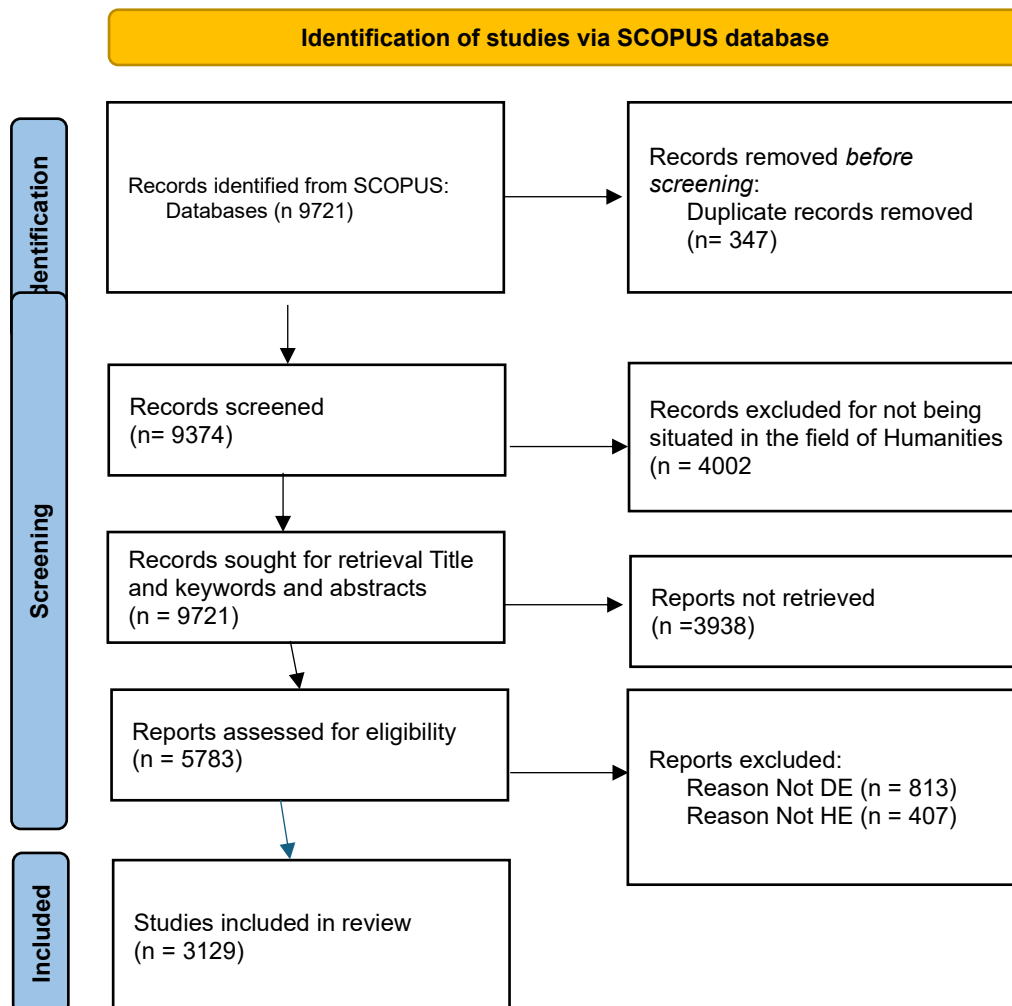 Identification of studies via SCOPUS database
dentification
Records identified from SCOPUS:
Databases (n 9721)
Records removed before
screening:
Duplicate records removed
(n= 347)
Screening
Records screened
(n= 9374)
Records excluded for not being
situated in the field of Humanities
(n = 4002
Records sought for retrieval Title
and keywords and abstracts
(n = 9721)
Reports not retrieved
(n =3938)
Reports assessed for eligibility
(n = 5783)
Reports excluded:
Reason Not DE (n = 813)
Reason Not HE (n = 407)
Included
Studies included in review
(n = 3129)